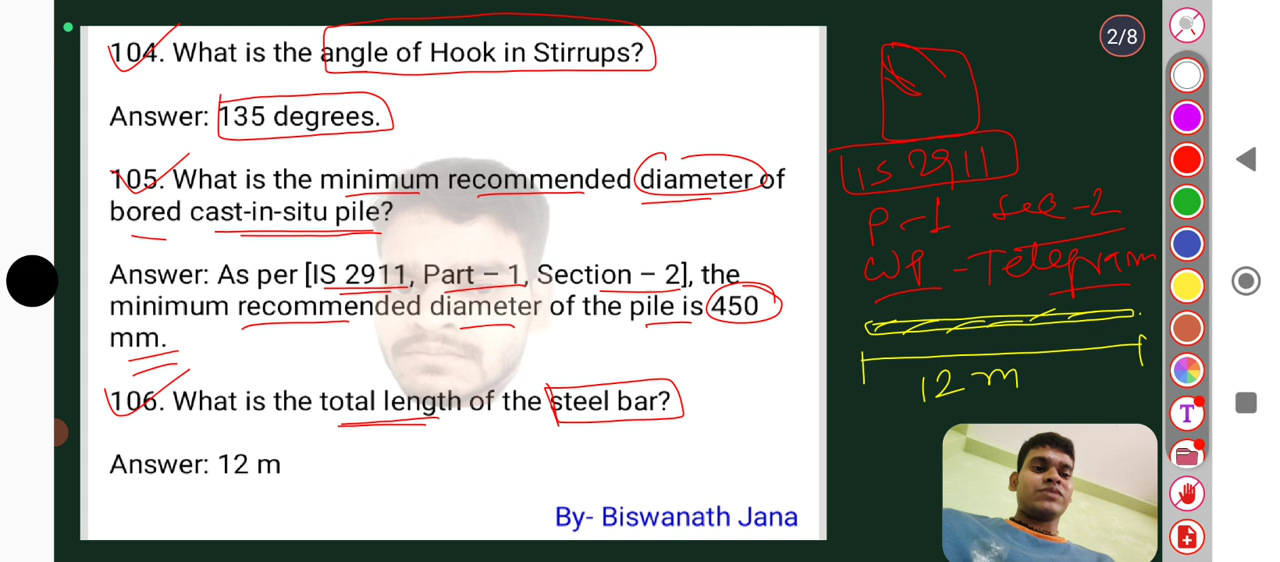 2/8
104. What is the angle of Hook in Stirrups?
Answer: 135 degrees.
105. What is the minimum recommended diameter of
bored cast-in-situ pile?
IS 2911
P-1 Sec-2
Answer: As per [IS 2911, Part – 1, Section – 2], the
WP - Telegram
minimum recommended diameter of the pile is 450
mm.
12 m
106. What is the total length of the steel bar?
T
Answer: 12 m
By- Biswanath Jana